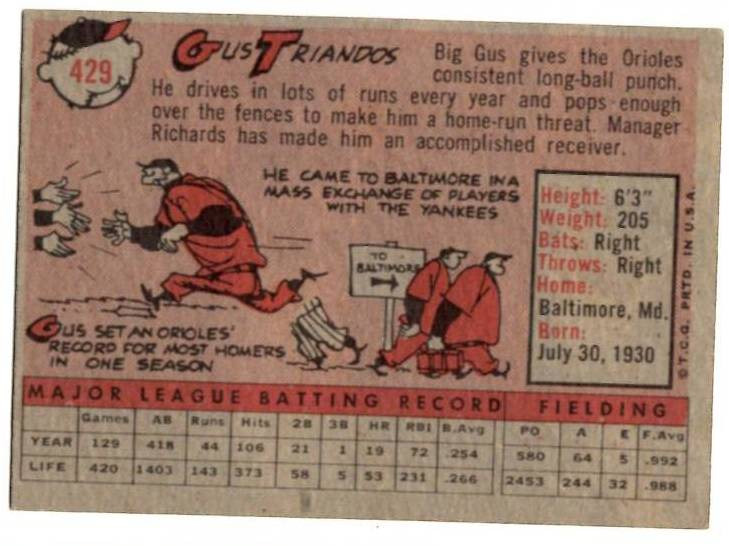 429
GUS TRIANDOS
Big Gus gives the Orioles
consistent long-ball punch.
He drives in lots of runs every year and pops enough
over the fences to make him a home-run threat. Manager
Richards has made him an accomplished receiver.
HE CAME TO BALTIMORE IN A
MASS EXCHANGE OF PLAYERS
WITH THE YANKEES
TO
BALTIMORE
GUS SET AN ORIOLES'
RECORD FOR MOST HOMERS
IN ONE SEASON
Height: 6'3"
Weight: 205
Bats: Right
Throws: Right
Home:
Baltimore, Md.
Born:
July 30, 1930
© T.C.G. PRTD. IN U.S.A.
MAJOR LEAGUE BATTING RECORD FIELDING
Games AB Runs Hits 2B 3B HR RBI B.Avg PO A E F.Avg
YEAR 129 418 44 106 21 1 19 72 .254 580 64 5 .992
LIFE 420 1403 143 373 58 5 53 231 .266 2453 244 32 .988